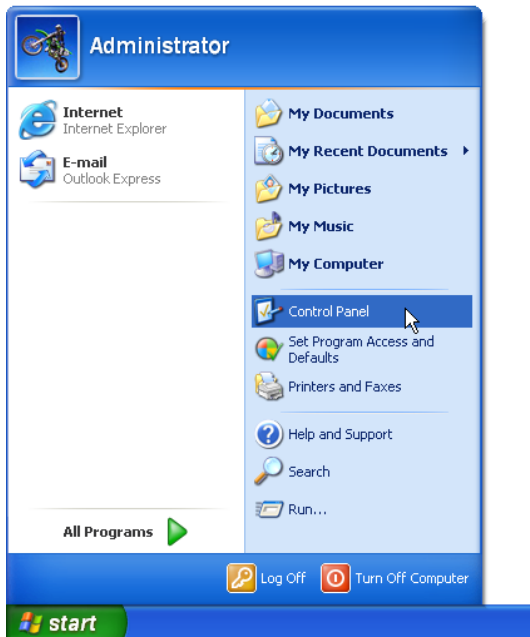 Administrator
Internet
Internet Explorer
E-mail
Outlook Express
All Programs
My Documents
My Recent Documents
My Pictures
My Music
My Computer
Control Panel
Set Program Access and
Defaults
Printers and Faxes
Help and Support
Search
Run...
Log Off
Turn Off Computer
start